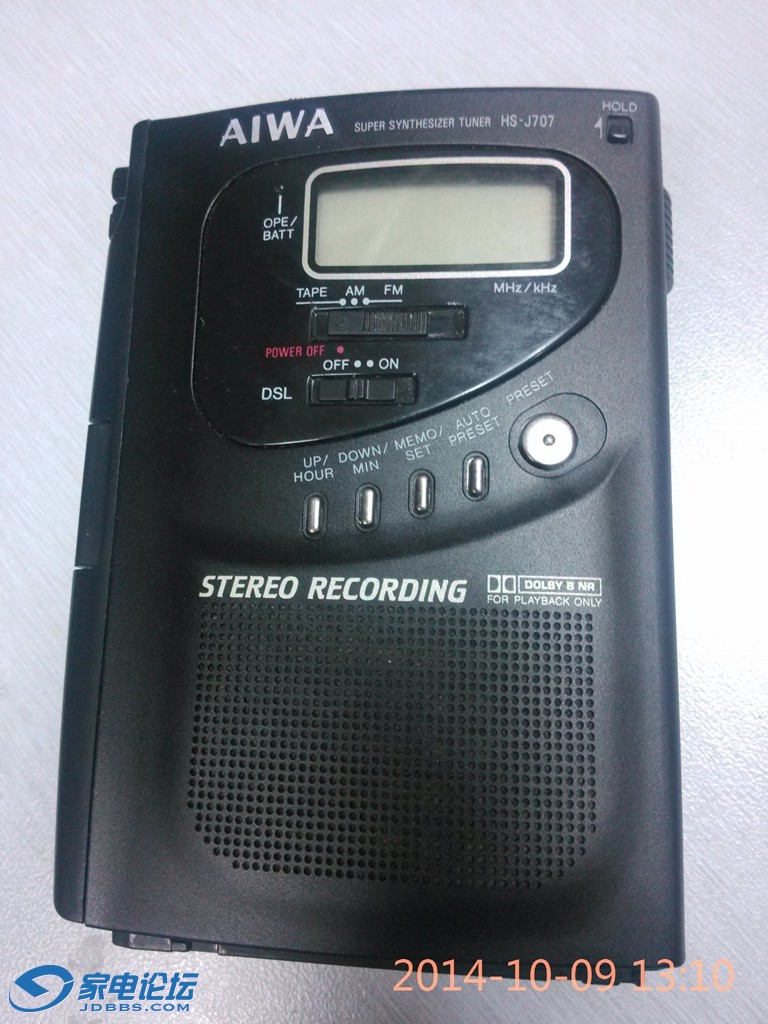 HOLD
AIWA SUPER SYNTHESIZER TUNER HS-J707
OPE/
BATT
TAPE AM FM MHz/kHz
POWER OFF
OFF ON
DSL
UP/
HOUR
DOWN/
MIN
MEMO/
SET
AUTO
PRESET
PRESET
STEREO RECORDING DOLBY B NR
FOR PLAYBACK ONLY
2014-10-09 13:10
家电论坛
JDBBS.COM